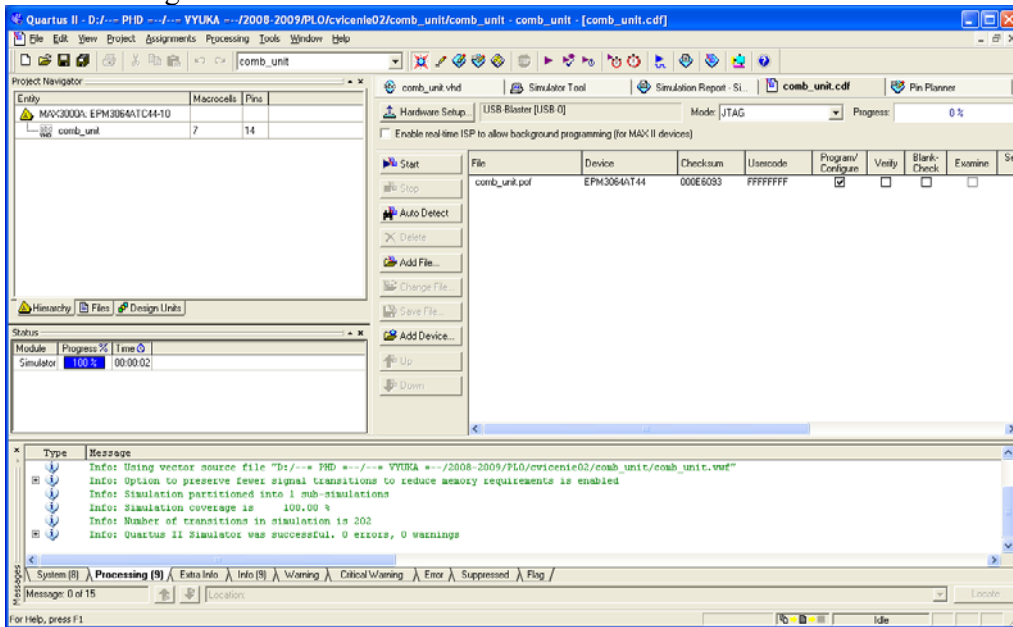 Quartus II - D:/--= PHD =--/--= VYUKA =--/2008-2009/PLO/cvicenie02/comb_unit/comb_unit - comb_unit - [comb_unit.cdf]
File Edit View Project Assignments Processing Tools Window Help
comb_unit
Project Navigator
Entity Macrocells Pins
MAX3000A: EPM3064ATC44-10
comb_unit 7 14
Hierarchy Files Design Units
Status
Module Progress % Time
Simulator 100 % 00:00:02
comb_unit.vhd Simulator Tool Simulation Report - Si... comb_unit.cdf Pin Planner
Hardware Setup... USB-Blaster [USB-0] Mode: JTAG Progress: 0 %
Enable real-time ISP to allow background programming (for MAX II devices)
Start
Stop
Auto Detect
Delete
Add File...
Change File...
Save File...
Add Device...
Up
Down
File Device Checksum Usercode Program/ Configure Verify Blank- Check Examine Se
comb_unit.pof EPM3064AT44 000E6093 FFFFFFFF
Type Message
Info: Using vector source file "D:/--= PHD =--/--= VYUKA =--/2008-2009/PLO/cvicenie02/comb_unit/comb_unit.vwf"
Info: Option to preserve fewer signal transitions to reduce memory requirements is enabled
Info: Simulation partitioned into 1 sub-simulations
Info: Simulation coverage is 100.00 %
Info: Number of transitions in simulation is 202
Info: Quartus II Simulator was successful. 0 errors, 0 warnings
System (8) Processing (9) Extra Info Info (9) Warning Critical Warning Error Suppressed Flag
Messages
Message: 0 of 15 Location: Locate
For Help, press F1 Idle